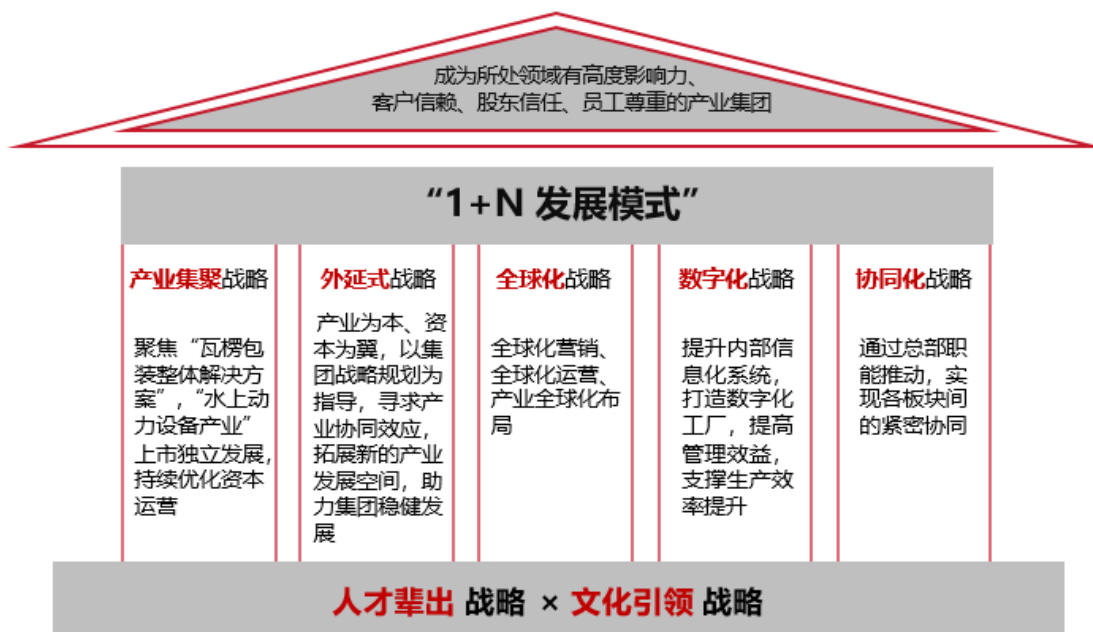 成为所处领域有高度影响力、
客户信赖、股东信任、员工尊重的产业集团
“1+N 发展模式”
产业集聚战略
聚焦“瓦楞包
装整体解决方
案”,“水上动
力设备产业”
上市独立发展,
持续优化资本
运营
外延式战略
产业为本、资
本为翼，以集
团战略规划为
指导，寻求产
业协同效应，
拓展新的产业
发展空间，助
力集团稳健发
展
全球化战略
全球化营销、
全球化运营、
产业全球化布
局
数字化战略
提升内部信
息化系统，
打造数字化
工厂，提高
管理效益，
支撑生产效
率提升
协同化战略
通过总部职
能推动，实
现各板块间
的紧密协同
人才辈出 战略 × 文化引领 战略